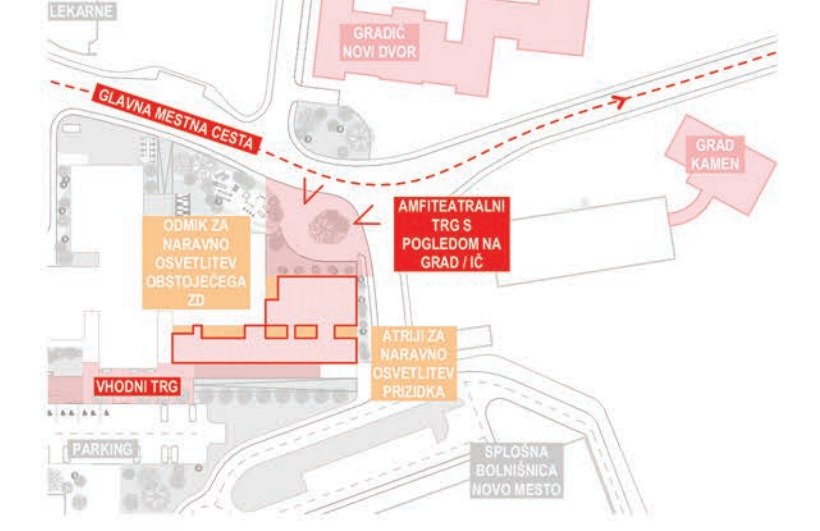 LEKARNE
GRADIČ
NOVI DVOR
GLAVNA MESTNA CESTA
GRAD
KAMEN
AMFITEATRALNI
TRG S
POGLEDOM NA
GRAD / IČ
ODMIK ZA
NARAVNO
OSVETLITEV
OBSTOJEČEGA
ZD
ATRIJI ZA
NARAVNO
OSVETLITEV
PRIZIDKA
VHODNI TRG
PARKING
SPLOŠNA
BOLNIŠNICA
NOVO MESTO